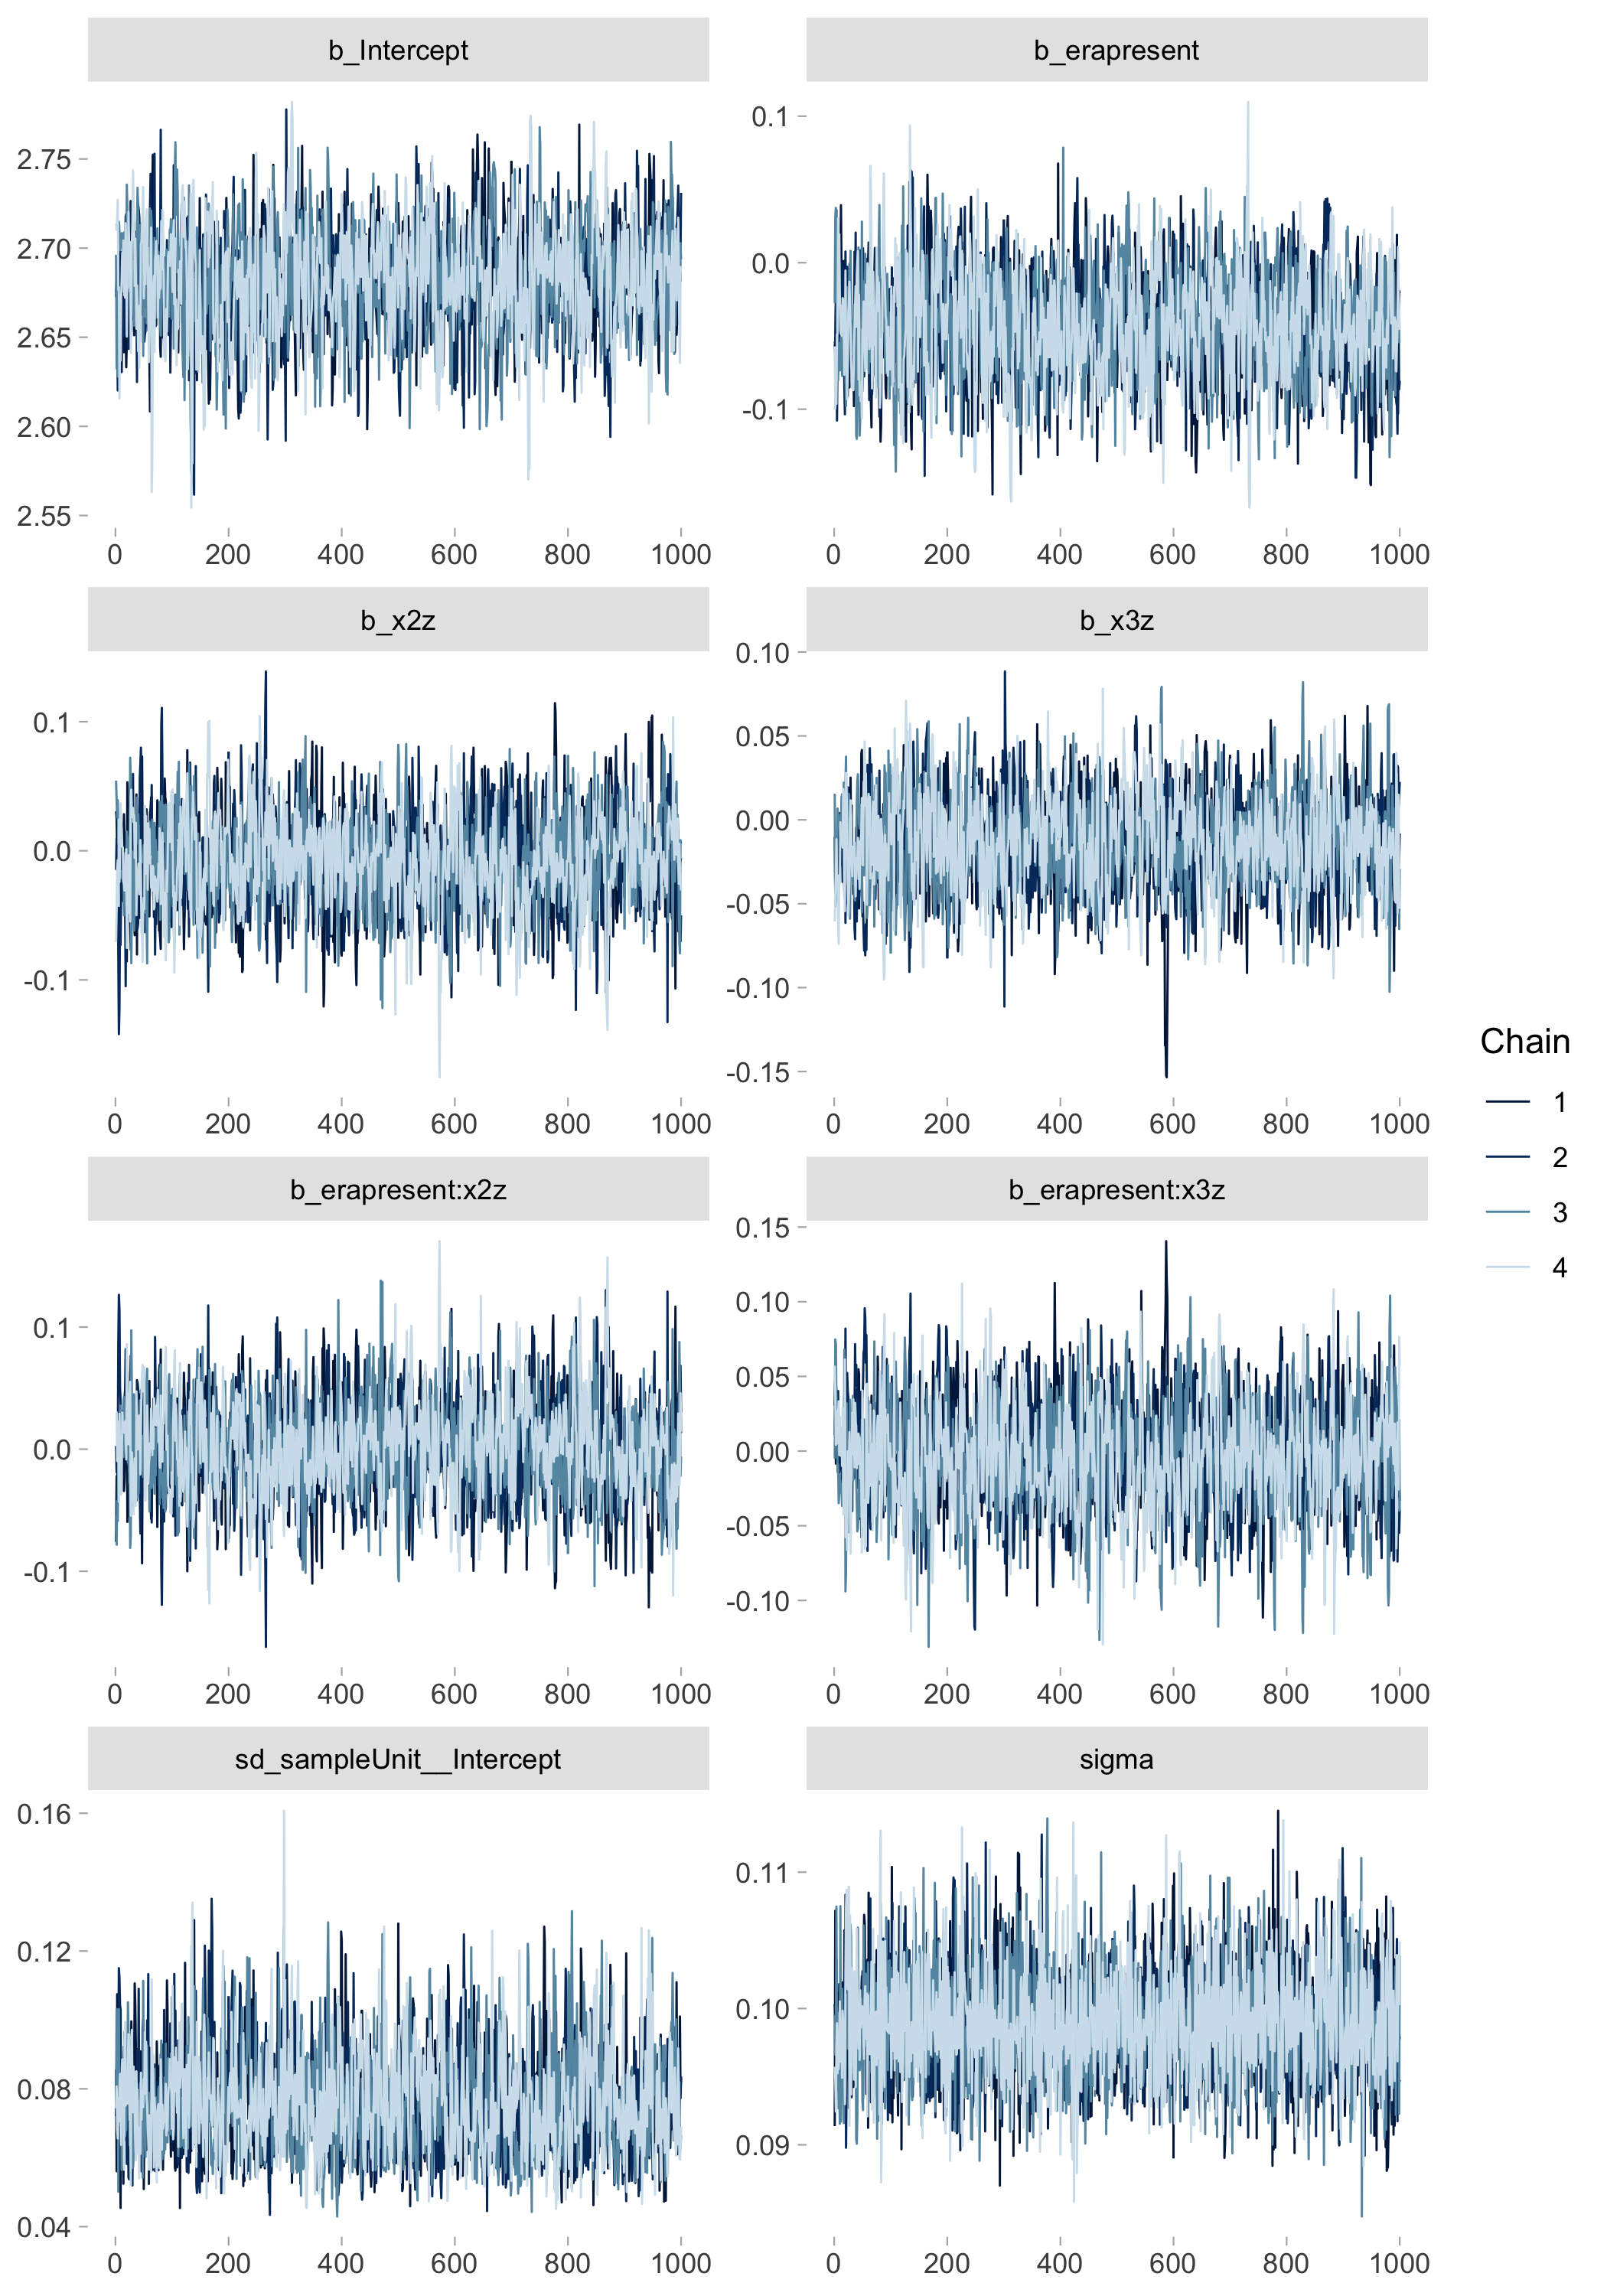 b_Intercept
2.75
2.70
2.65
2.60
2.55
0 200 400 600 800 1000
b_erapresent
0.1
0.0
-0.1
0 200 400 600 800 1000
b_x2z
0.1
0.0
-0.1
0 200 400 600 800 1000
b_x3z
0.10
0.05
0.00
-0.05
-0.10
-0.15
0 200 400 600 800 1000
b_erapresent:x2z
0.1
0.0
-0.1
0 200 400 600 800 1000
b_erapresent:x3z
0.15
0.10
0.05
0.00
-0.05
-0.10
0 200 400 600 800 1000
sd_sampleUnit__Intercept
0.16
0.12
0.08
0.04
0 200 400 600 800 1000
sigma
0.11
0.10
0.09
0 200 400 600 800 1000
Chain
1
2
3
4